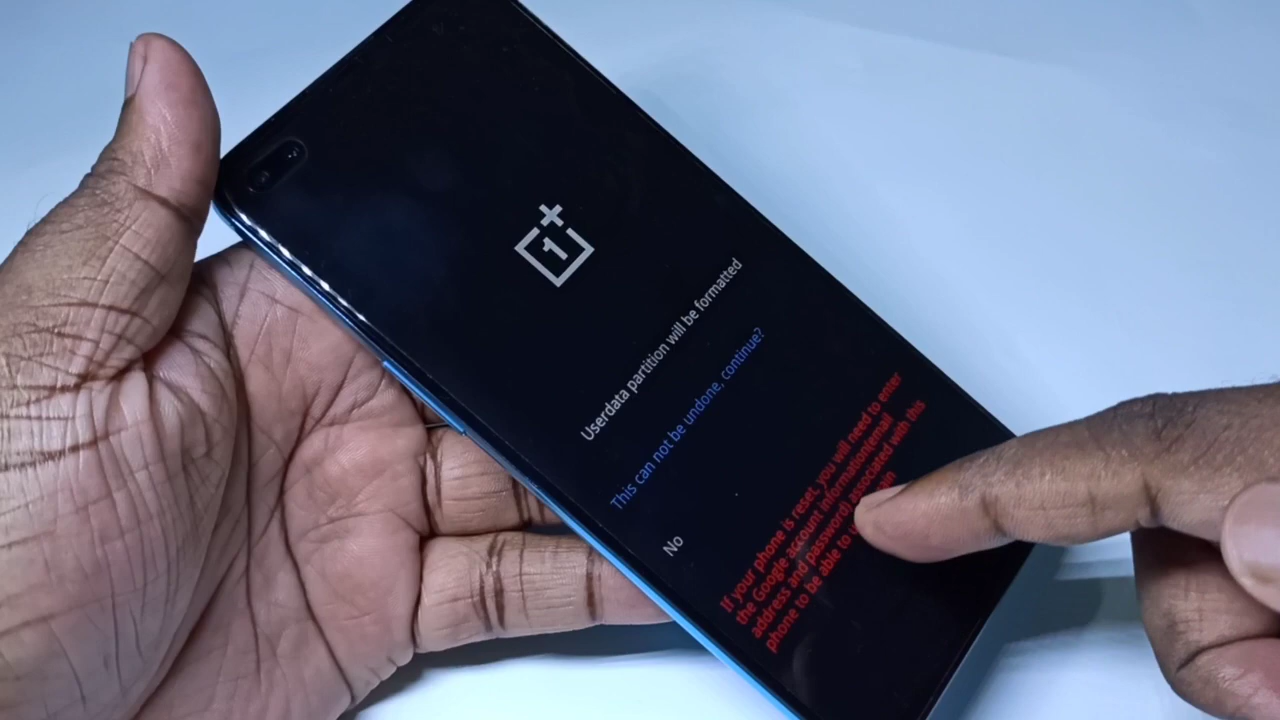 1
Userdata partition will be formatted
This can not be undone, continue?
No
If your phone is reset, you will need to enter
the Google account information(email
address and password) associated with this
phone to be able to